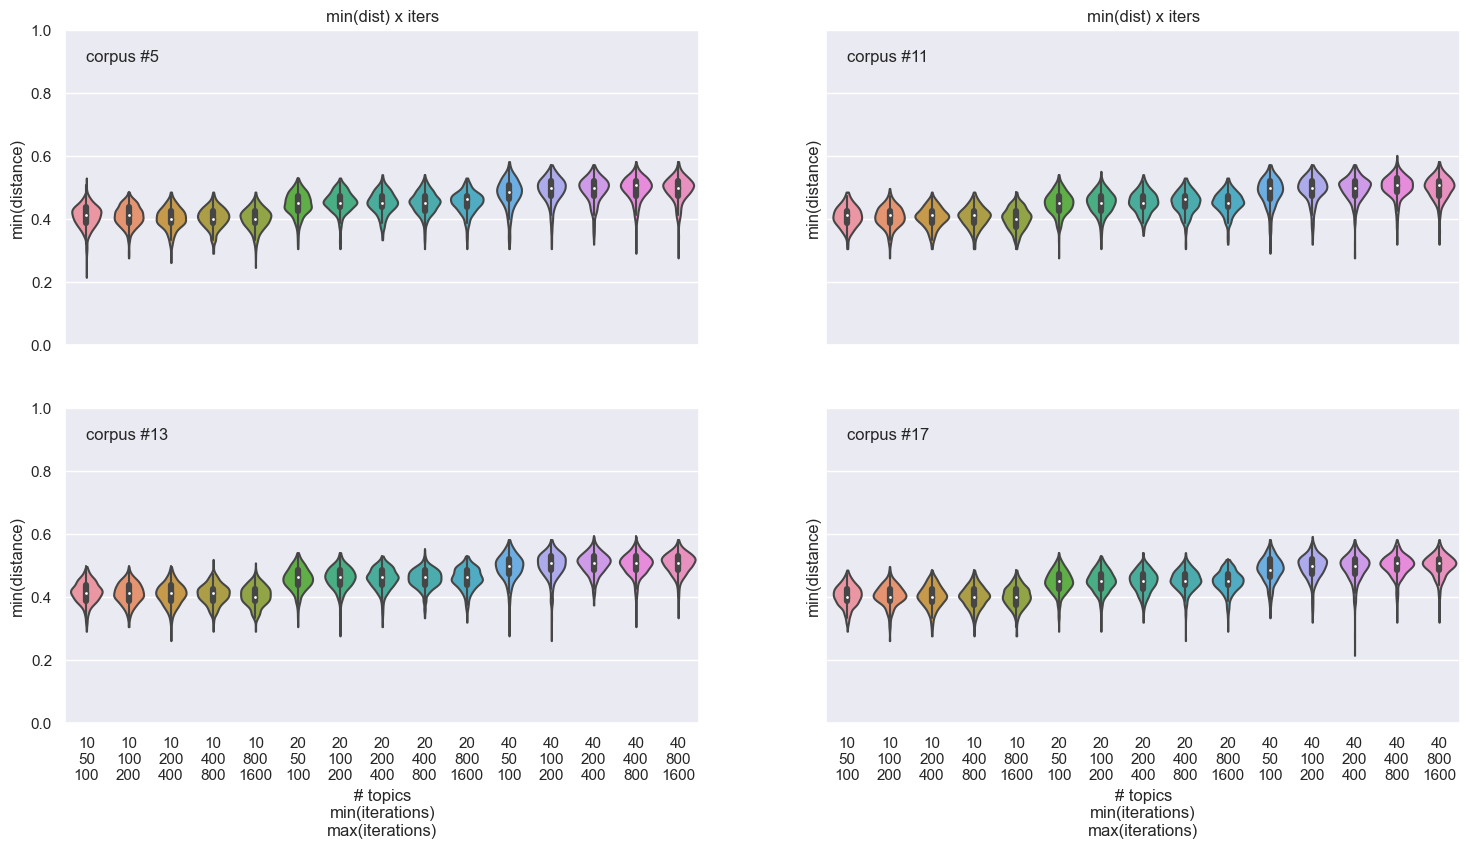 min(dist) x iters
min(dist) x iters
corpus #5
corpus #11
min(distance)
1.0
0.8
0.6
0.4
0.2
0.0
min(distance)
corpus #13
corpus #17
min(distance)
1.0
0.8
0.6
0.4
0.2
0.0
min(distance)
10 10 10 10 10 20 20 20 20 20 40 40 40 40 40
50 100 200 400 800 50 100 200 400 800 50 100 200 400 800
100 200 400 800 1600 100 200 400 800 1600 100 200 400 800 1600
# topics
min(iterations)
max(iterations)
10 10 10 10 10 20 20 20 20 20 40 40 40 40 40
50 100 200 400 800 50 100 200 400 800 50 100 200 400 800
100 200 400 800 1600 100 200 400 800 1600 100 200 400 800 1600
# topics
min(iterations)
max(iterations)